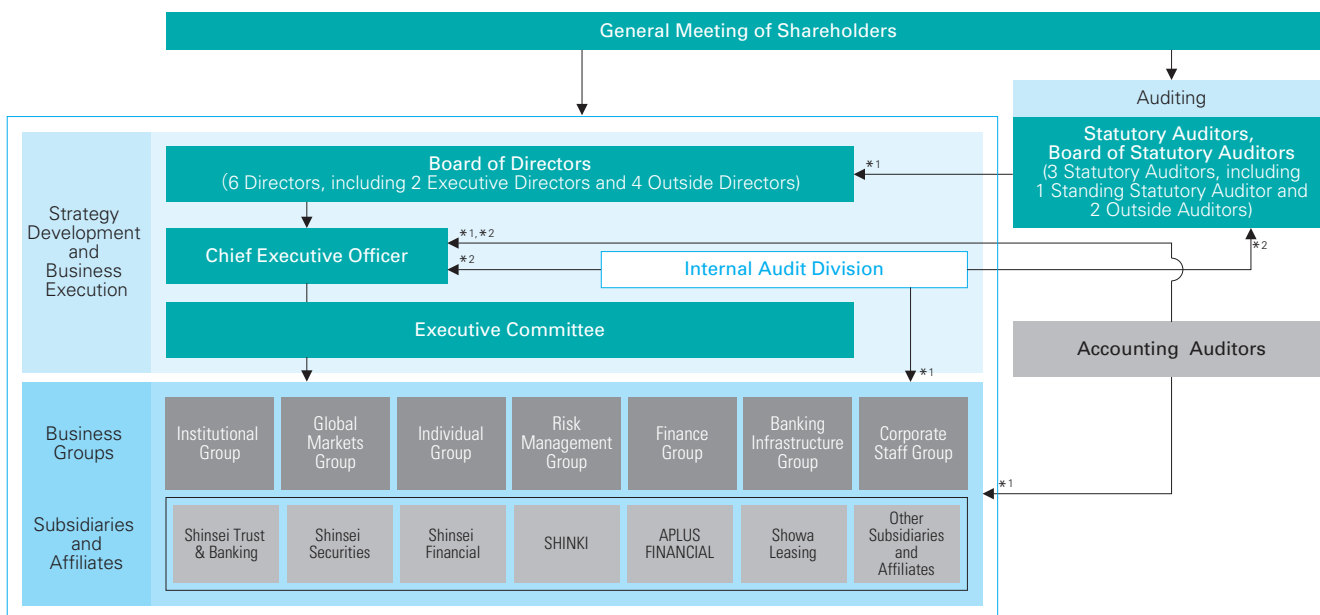 General Meeting of Shareholders
Auditing
Statutory Auditors,
Board of Statutory Auditors
(3 Statutory Auditors, including
1 Standing Statutory Auditor and
2 Outside Auditors)
Strategy
Development
and
Business
Execution
Board of Directors
(6 Directors, including 2 Executive Directors and 4 Outside Directors)
*1
Chief Executive Officer
*1,*2
*2
Internal Audit Division
*2
Executive Committee
Accounting Auditors
*1
*1
Business
Groups
Institutional
Group
Global
Markets
Group
Individual
Group
Risk
Management
Group
Finance
Group
Banking
Infrastructure
Group
Corporate
Staff Group
Subsidiaries
and
Affiliates
Shinsei Trust
& Banking
Shinsei
Securities
Shinsei
Financial
SHINKI
APLUS
FINANCIAL
Showa
Leasing
Other
Subsidiaries
and
Affiliates